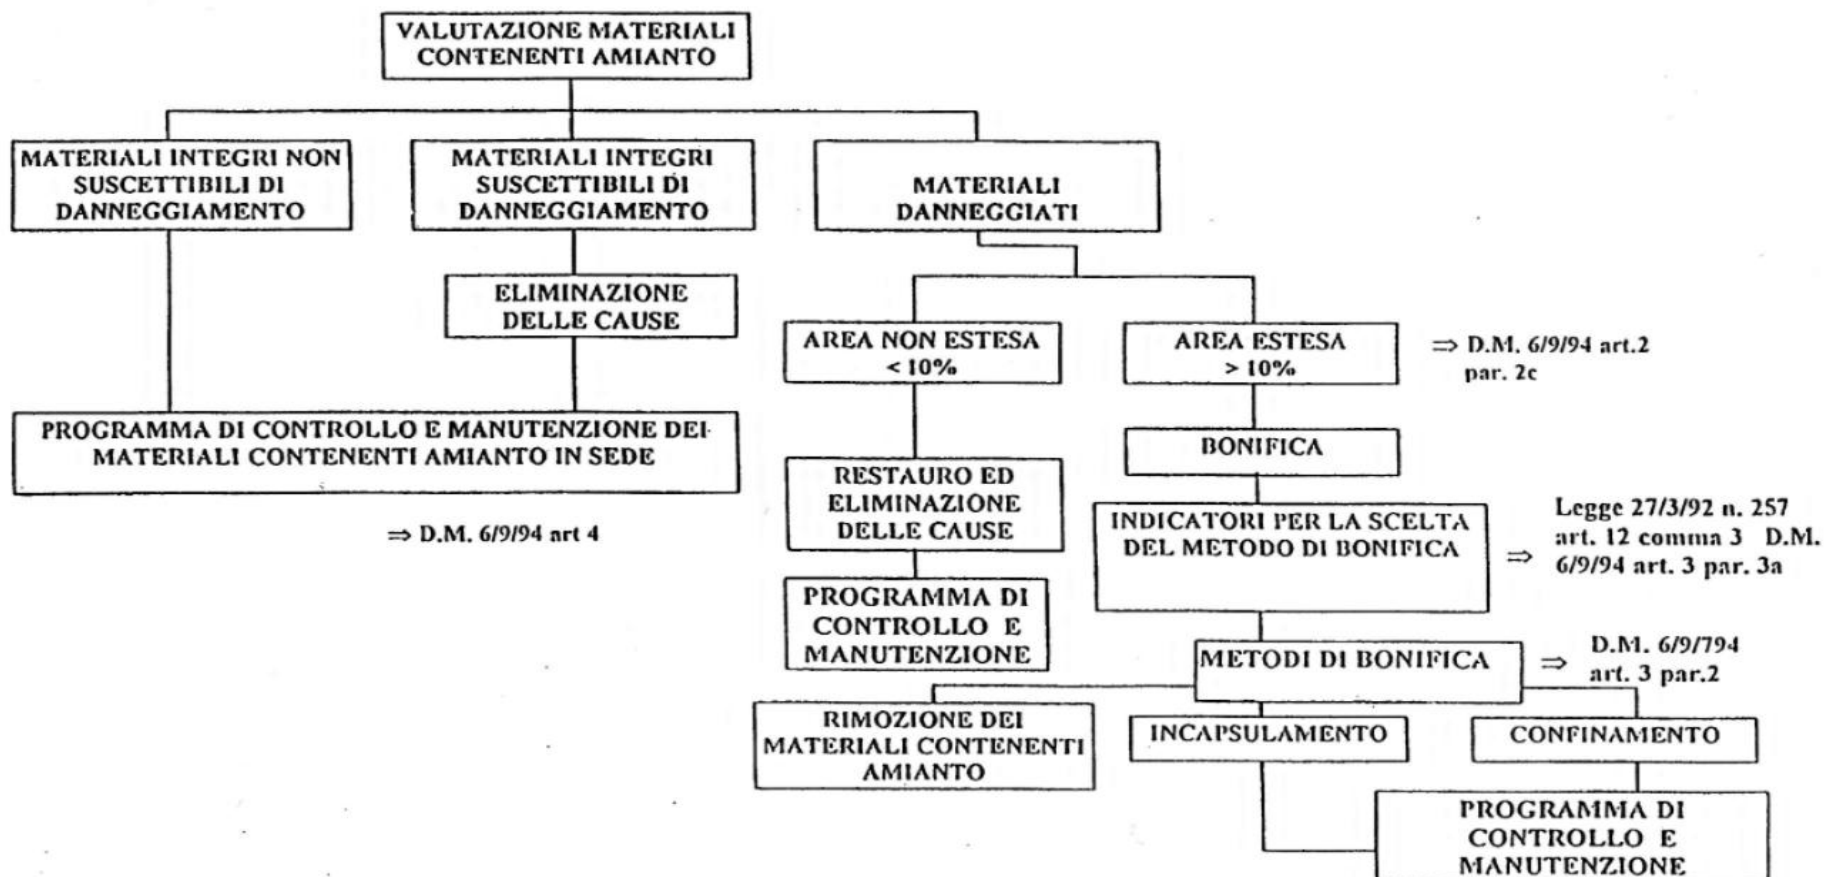 VALUTAZIONE MATERIALI
CONTENENTI AMIANTO
MATERIALI INTEGRI NON
SUSCETTIBILI DI
DANNEGGIAMENTO
MATERIALI INTEGRI
SUSCETTIBILI DI
DANNEGGIAMENTO
MATERIALI
DANNEGGIATI
ELIMINAZIONE
DELLE CAUSE
AREA NON ESTESA
< 10%
AREA ESTESA
> 10%
⇒ D.M. 6/9/94 art.2
par. 2c
PROGRAMMA DI CONTROLLO E MANUTENZIONE DEI
MATERIALI CONTENENTI AMIANTO IN SEDE
⇒ D.M. 6/9/94 art 4
BONIFICA
RESTAURO ED
ELIMINAZIONE
DELLE CAUSE
INDICATORI PER LA SCELTA
DEL METODO DI BONIFICA
⇒
Legge 27/3/92 n. 257
art. 12 comma 3 D.M.
6/9/94 art. 3 par. 3a
PROGRAMMA DI
CONTROLLO E
MANUTENZIONE
METODI DI BONIFICA
⇒
D.M. 6/9/794
art. 3 par.2
RIMOZIONE DEI
MATERIALI CONTENENTI
AMIANTO
INCAPSULAMENTO
CONFINAMENTO
PROGRAMMA DI
CONTROLLO E
MANUTENZIONE